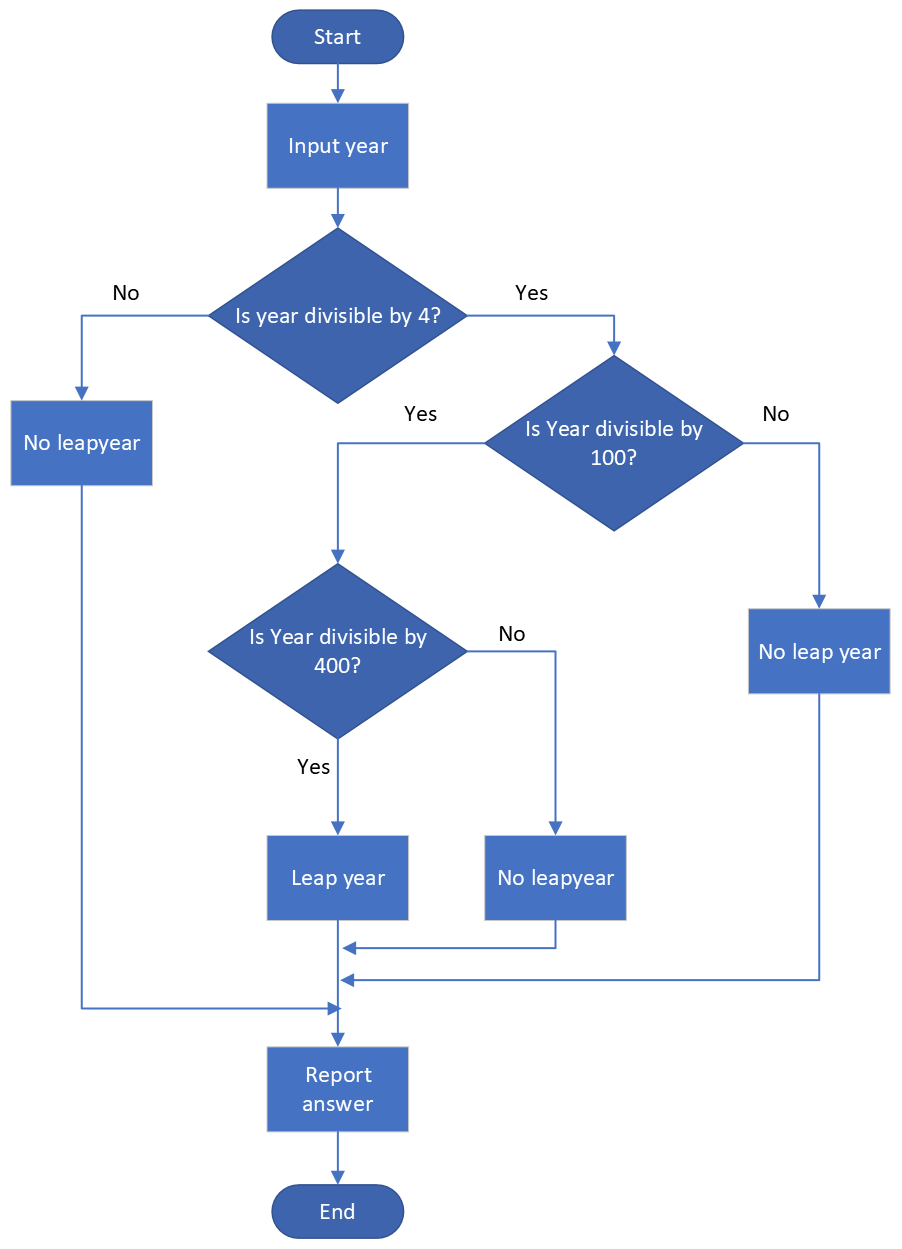 Start
Input year
No
Yes
Is year divisible by 4?
Yes
No
Is Year divisible by
100?
No leapyear
Is Year divisible by
400?
No
No leap year
Yes
Leap year
No leapyear
Report
answer
End